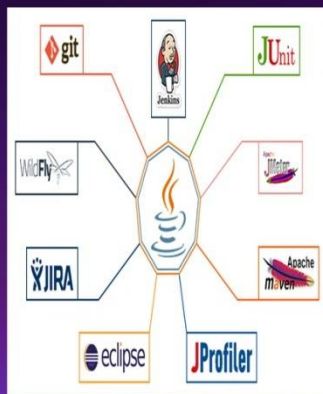 git
Jenkins
JUnit
WildFly
Apache
JMeter
JIRA
Apache
maven
eclipse
JProfiler